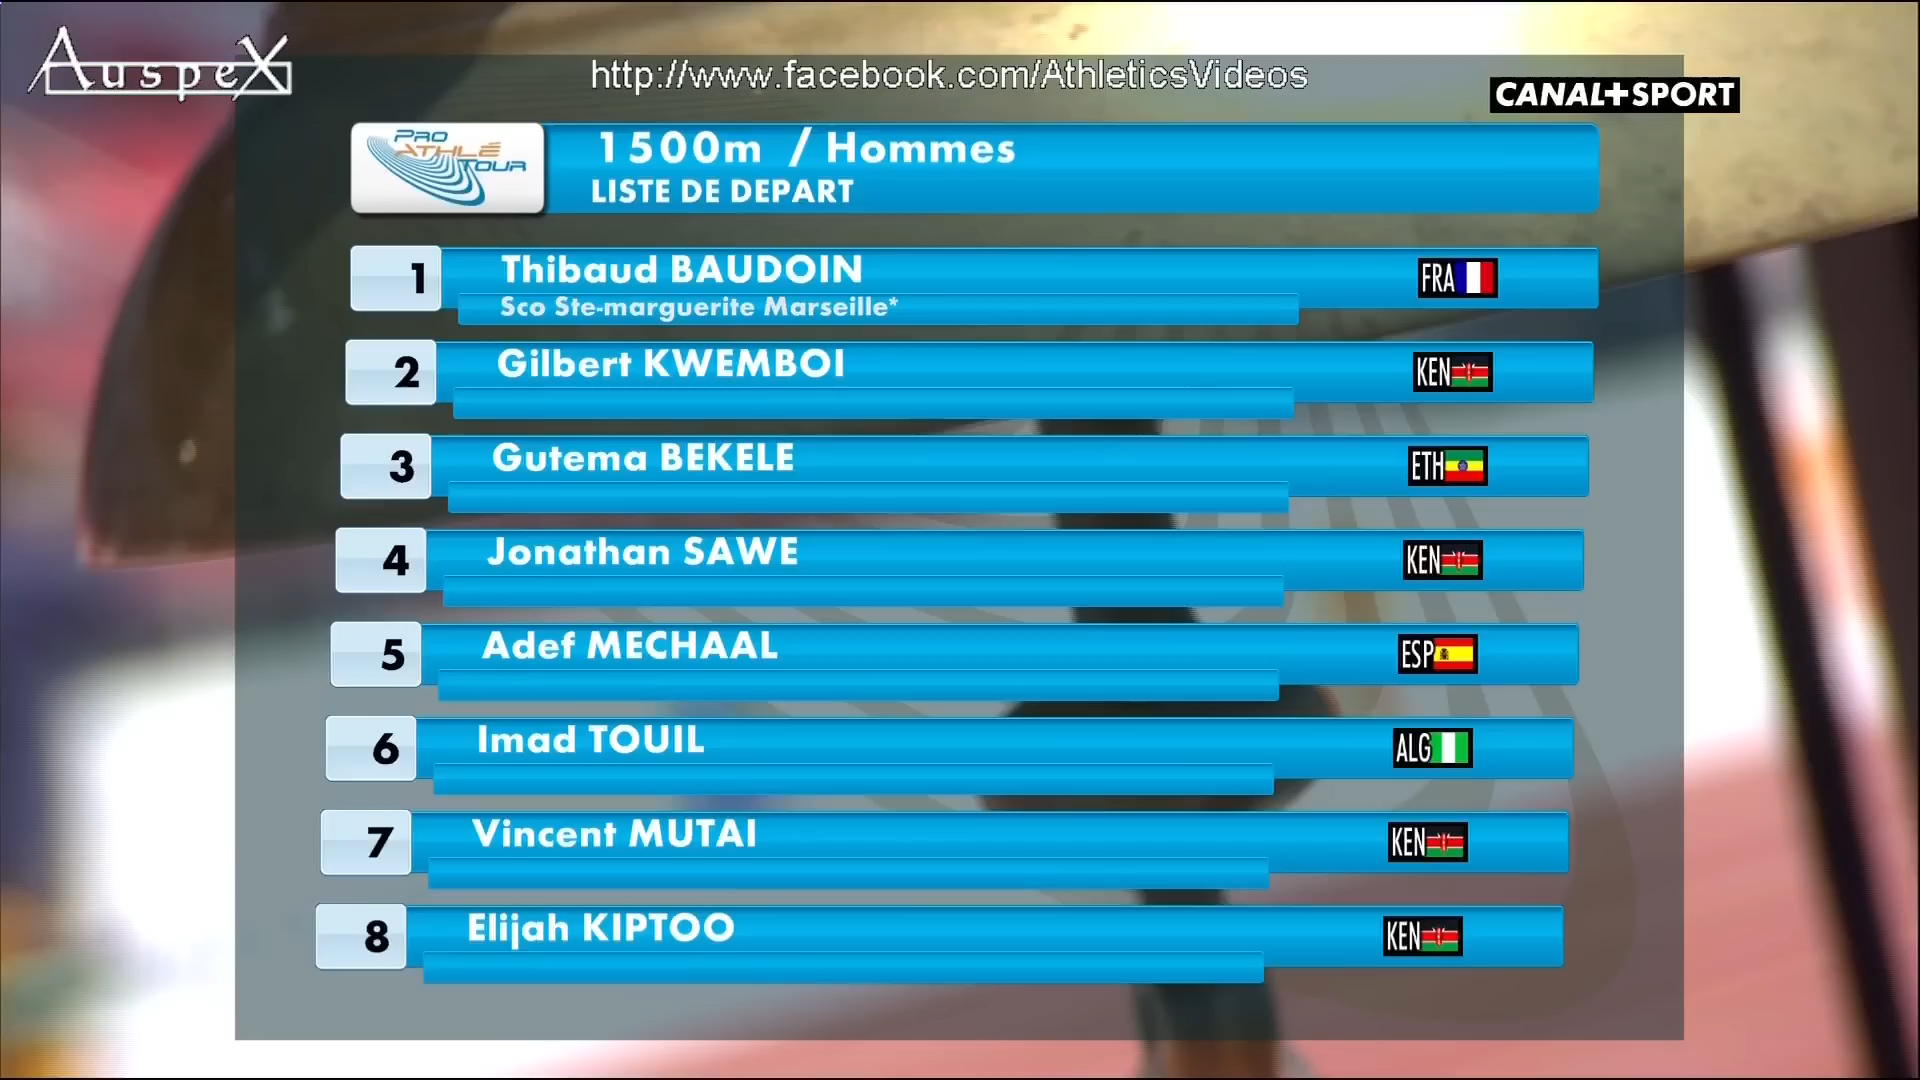 AuspeX
http://www.facebook.com/AthleticsVideos
CANAL+SPORT
PRO
ATHLÉ
TOUR
1500m / Hommes
LISTE DE DEPART
1 Thibaud BAUDOIN FRA
Sco Ste-marguerite Marseille*
2 Gilbert KWEMBOI KEN
3 Gutema BEKELE ETH
4 Jonathan SAWE KEN
5 Adef MECHAAL ESP
6 Imad TOUIL ALG
7 Vincent MUTAI KEN
8 Elijah KIPTOO KEN